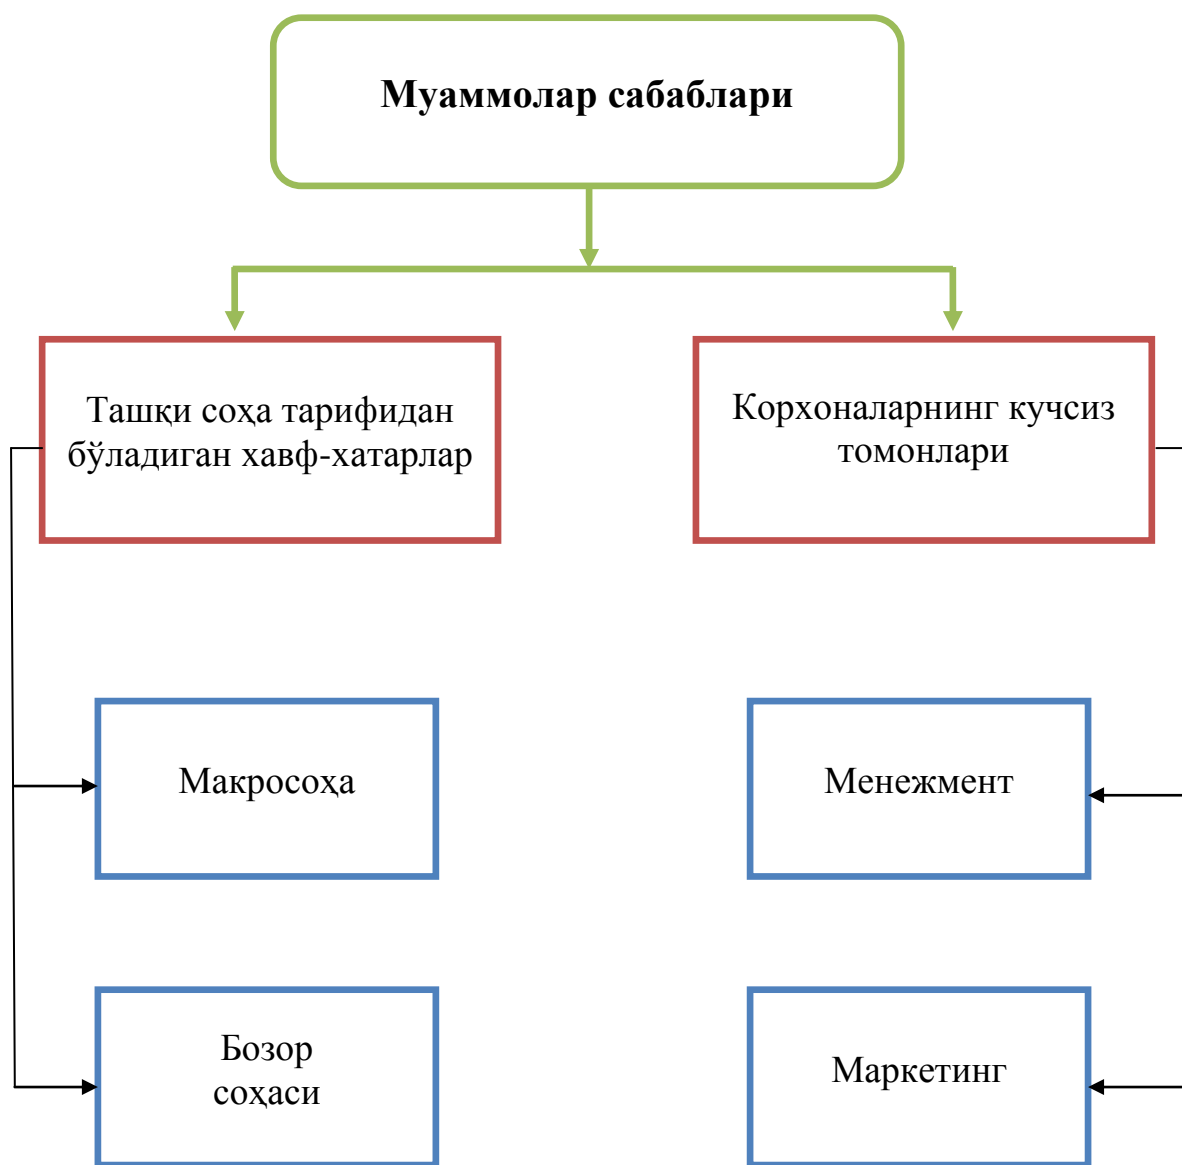 Муаммолар сабаблари
Ташқи соҳа тарифидан
бўладиган хавф-хатарлар
Корхоналарнинг кучсиз
томонлари
Макросоҳа
Менежмент
Бозор
соҳаси
Маркетинг